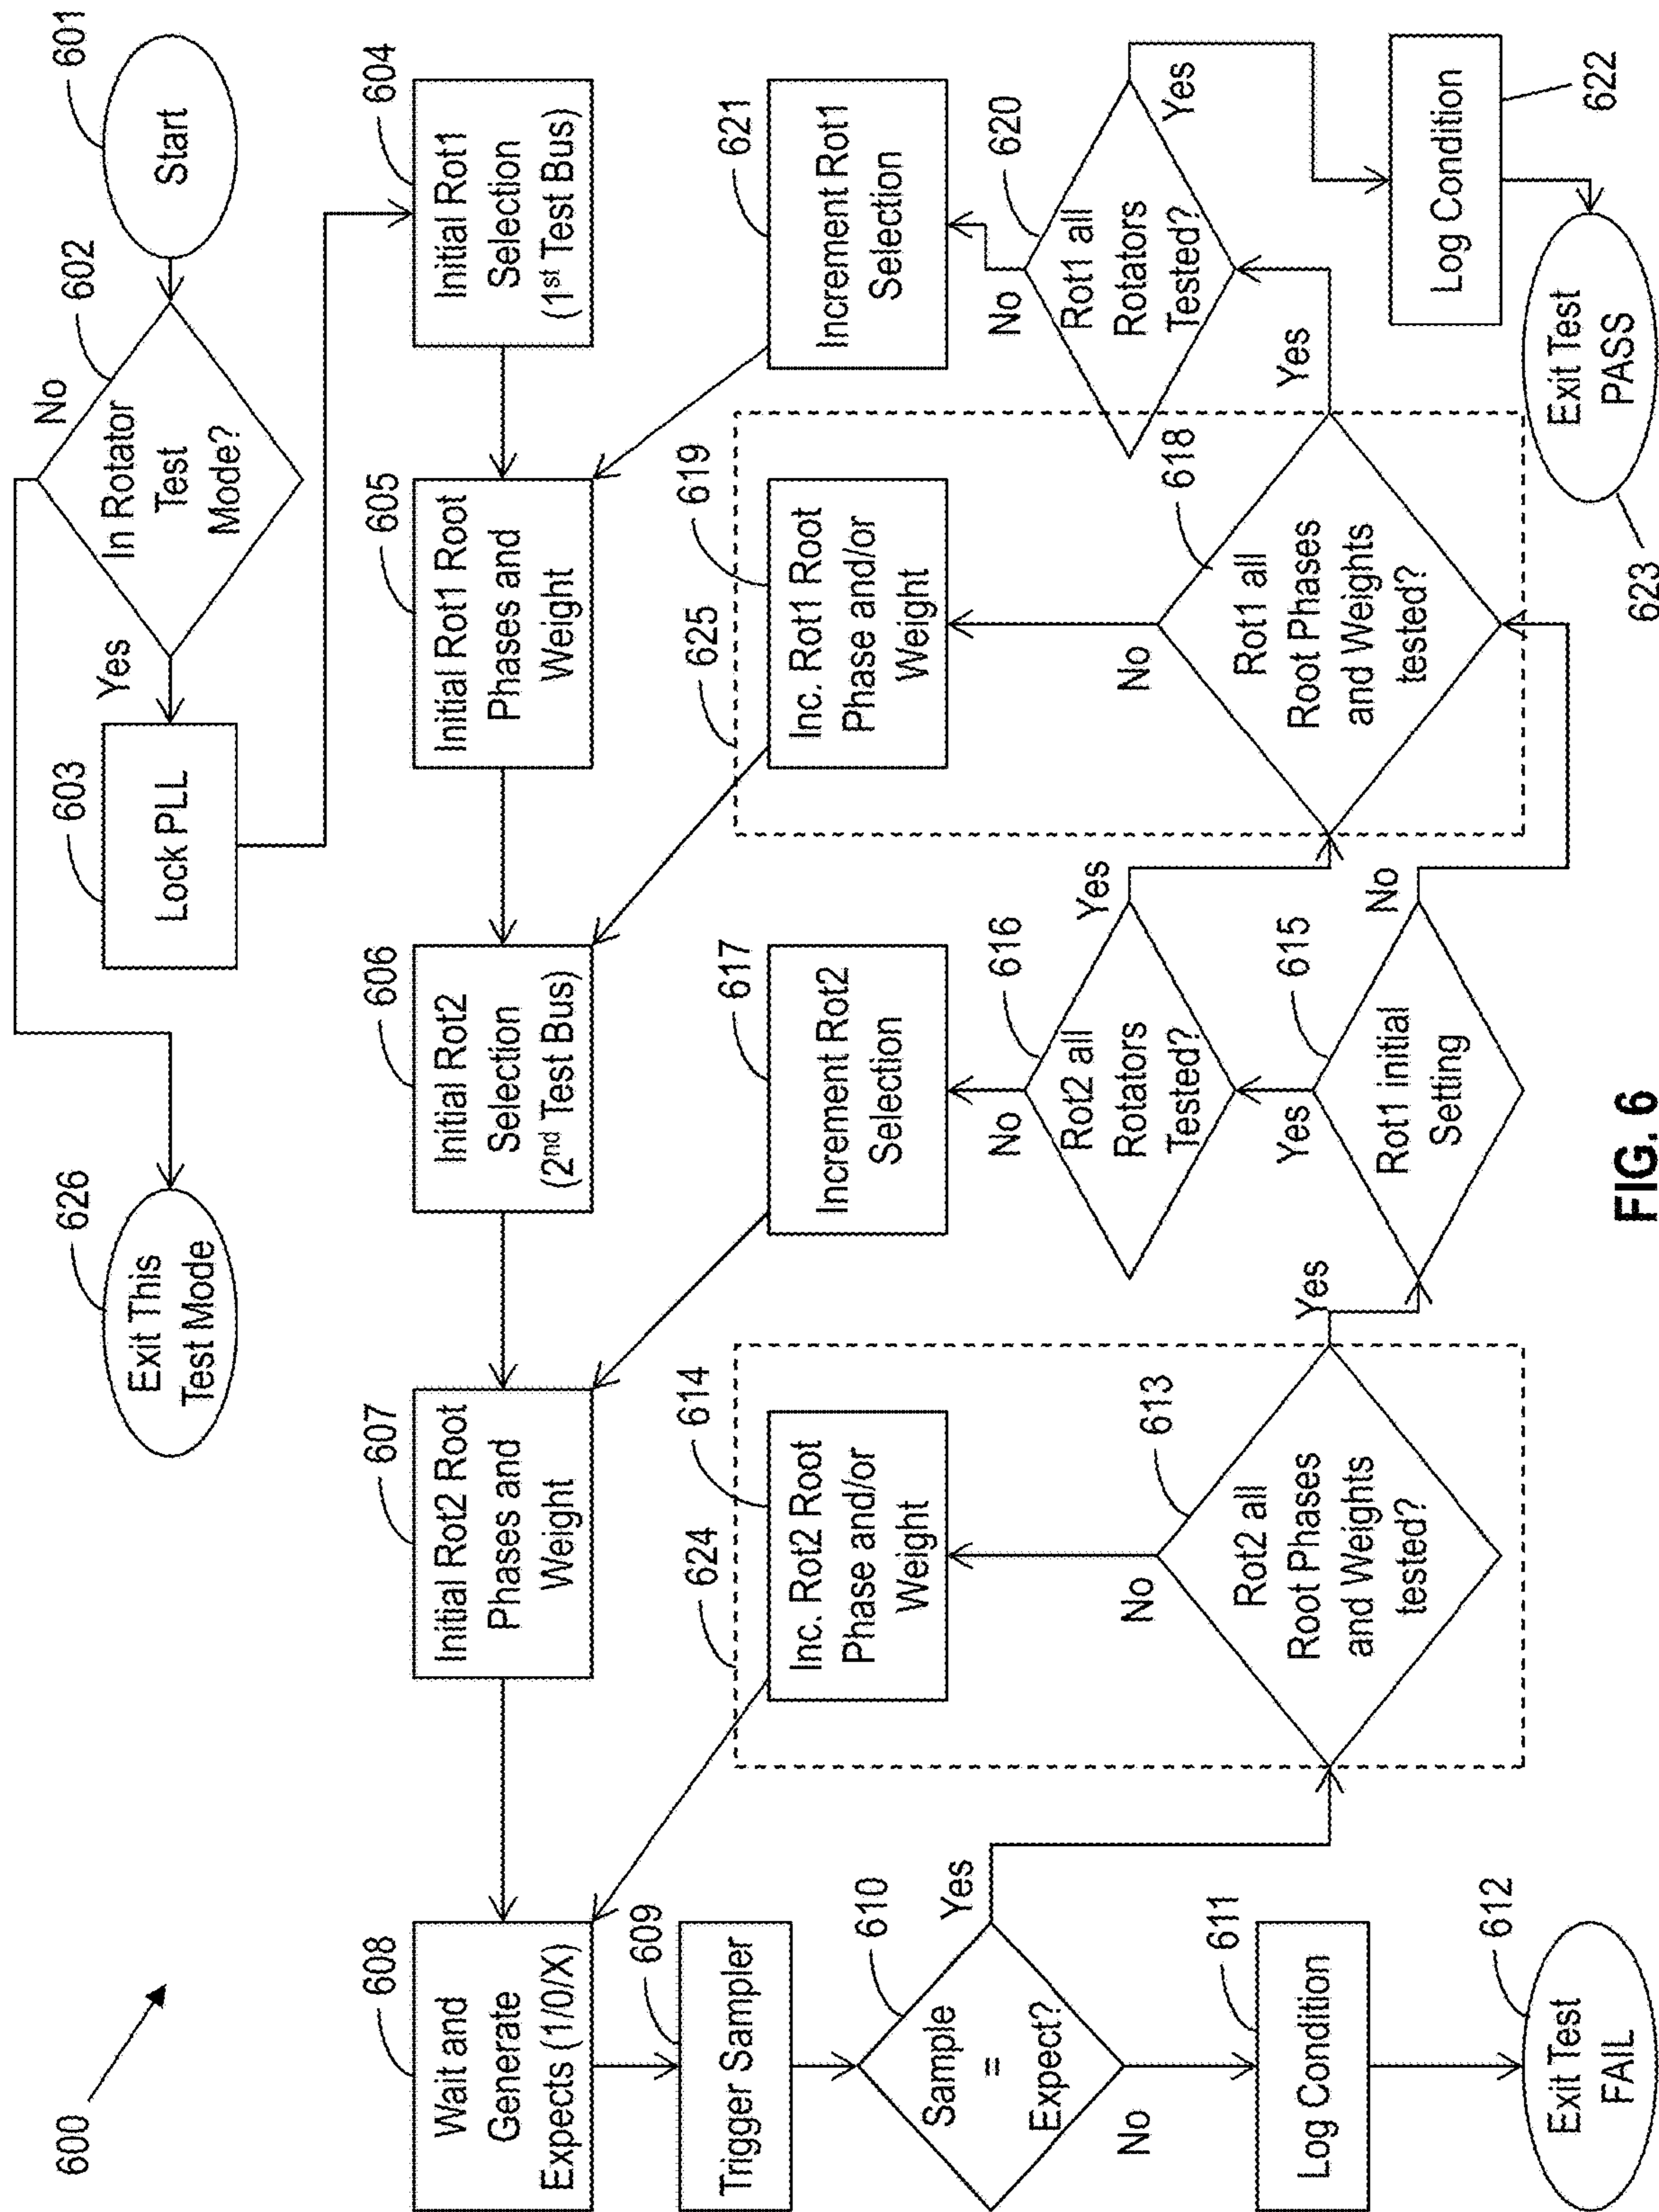 600
Start
601
In Rotator
Test
Mode?
602
No
Yes
Lock PLL
603
Exit This
Test Mode
626
Initial Rot1
Selection
(1st Test Bus)
604
Initial Rot1 Root
Phases and
Weight
605
Initial Rot2
Selection
(2nd Test Bus)
606
Initial Rot2 Root
Phases and
Weight
607
Wait and
Generate
Expects (1/0/X)
608
Trigger Sampler
609
Sample
=
Expect?
610
Yes
No
Log Condition
611
Exit Test
FAIL
612
Rot2 all
Root Phases
and Weights
tested?
613
No
Yes
Inc. Rot2 Root
Phase and/or
Weight
614
624
Rot1 initial
Setting
615
Yes
No
Rot2 all
Rotators
Tested?
616
No
Yes
Increment Rot2
Selection
617
Rot1 all
Root Phases
and Weights
tested?
618
No
Yes
Inc. Rot1 Root
Phase and/or
Weight
619
625
Rot1 all
Rotators
Tested?
620
No
Yes
Increment Rot1
Selection
621
Log Condition
622
Exit Test
PASS
623
FIG. 6